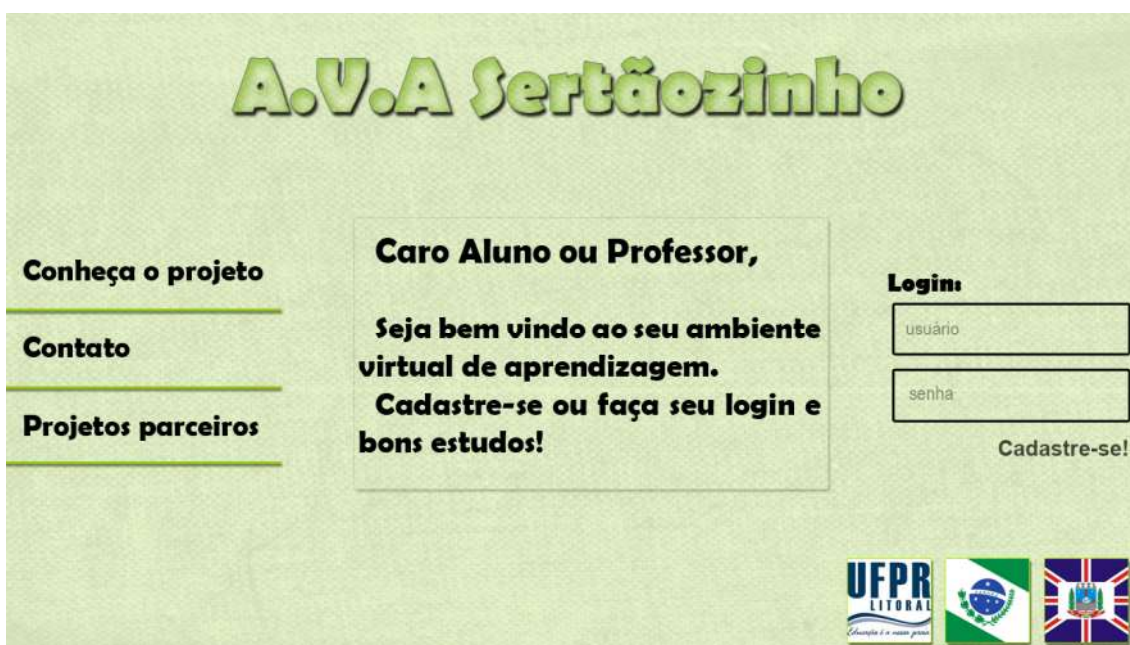 A.V.A Sertãozinho
Conheça o projeto
Contato
Projetos parceiros
Caro Aluno ou Professor,
Seja bem vindo ao seu ambiente
virtual de aprendizagem.
Cadastre-se ou faça seu login e
bons estudos!
Login:
usuário
senha
Cadastre-se!
UFPR
LITORAL